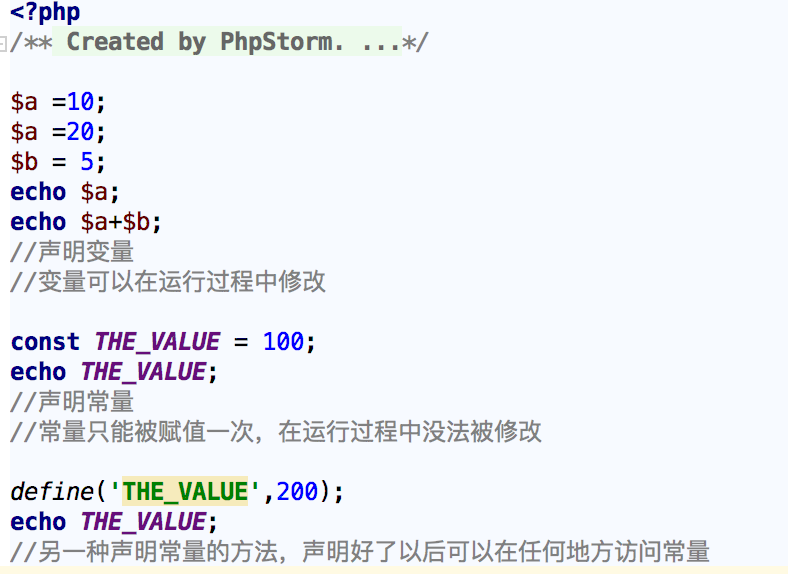 <?php
/** Created by PhpStorm. ...*/
$a =10;
$a =20;
$b = 5;
echo $a;
echo $a+$b;
//声明变量
//变量可以在运行过程中修改
const THE_VALUE = 100;
echo THE_VALUE;
//声明常量
//常量只能被赋值一次，在运行过程中没法被修改
define('THE_VALUE',200);
echo THE_VALUE;
//另一种声明常量的方法，声明好了以后可以在任何地方访问常量